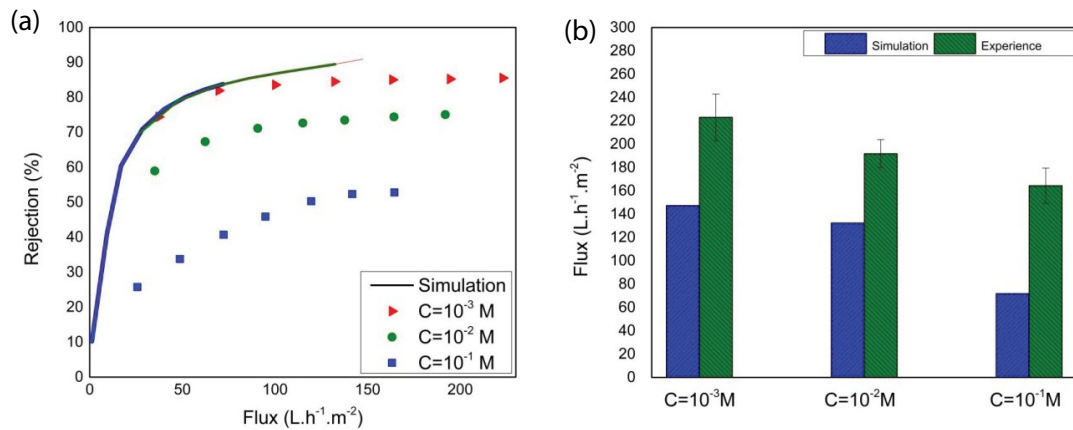 (a)
100
90
80
70
60
50
40
30
20
10
0
Rejection (%)
0 50 100 150 200
Flux (L.h⁻¹.m⁻²)
Simulation
C=10⁻³ M
C=10⁻² M
C=10⁻¹ M
(b)
300
280
260
240
220
200
180
160
140
120
100
80
60
40
20
0
Flux (L.h⁻¹.m⁻²)
Simulation Experience
C=10⁻³M C=10⁻²M C=10⁻¹M